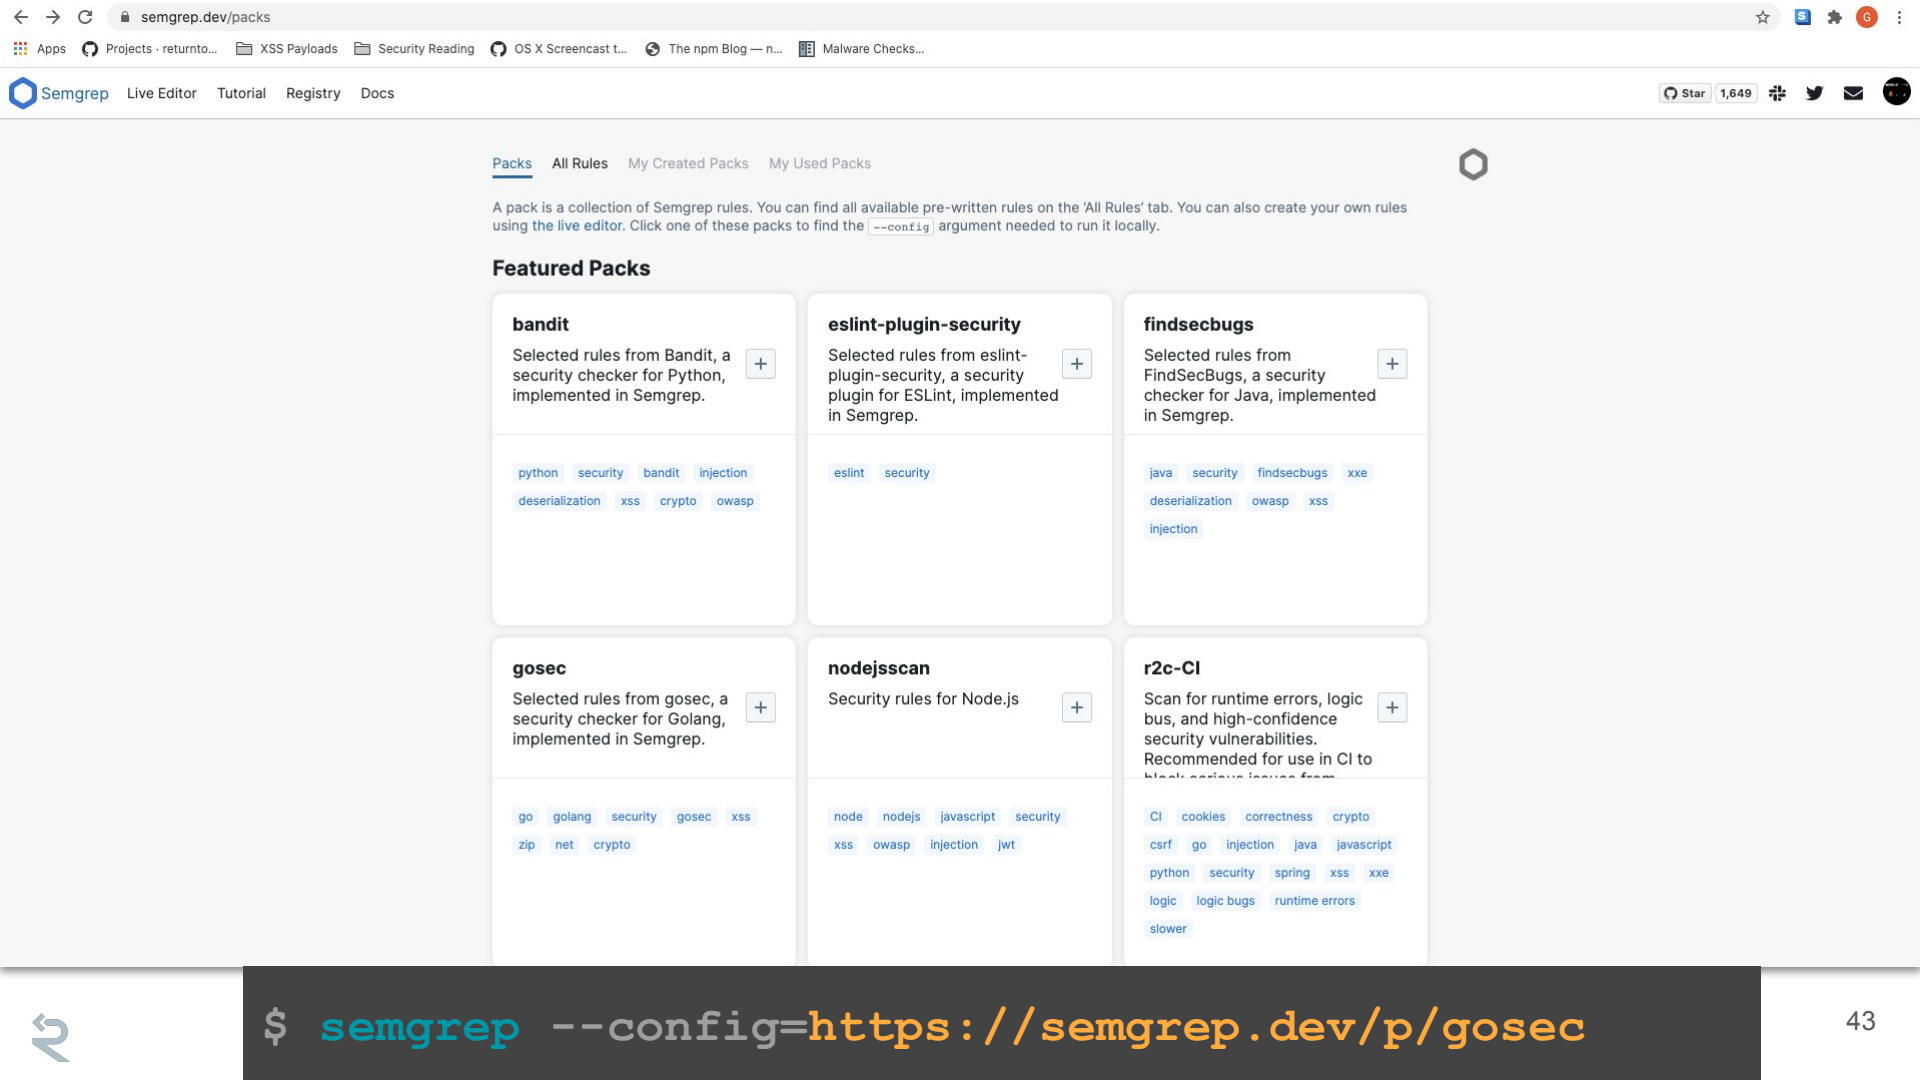 semgrep.dev/packs
Apps Projects · returnto... XSS Payloads Security Reading OS X Screencast t... The npm Blog — n... Malware Checks...
Semgrep Live Editor Tutorial Registry Docs Star 1,649
Packs All Rules My Created Packs My Used Packs
A pack is a collection of Semgrep rules. You can find all available pre-written rules on the ‘All Rules’ tab. You can also create your own rules
using the live editor. Click one of these packs to find the --config argument needed to run it locally.
Featured Packs
bandit
Selected rules from Bandit, a
security checker for Python,
implemented in Semgrep.
+
python security bandit injection
deserialization xss crypto owasp
eslint-plugin-security
Selected rules from eslint-
plugin-security, a security
plugin for ESLint, implemented
in Semgrep.
+
eslint security
findsecbugs
Selected rules from
FindSecBugs, a security
checker for Java, implemented
in Semgrep.
+
java security findsecbugs xxe
deserialization owasp xss
injection
gosec
Selected rules from gosec, a
security checker for Golang,
implemented in Semgrep.
+
go golang security gosec xss
zip net crypto
nodejsscan
Security rules for Node.js
+
node nodejs javascript security
xss owasp injection jwt
r2c-CI
Scan for runtime errors, logic
bus, and high-confidence
security vulnerabilities.
Recommended for use in CI to
block serious issues from
+
CI cookies correctness crypto
csrf go injection java javascript
python security spring xss xxe
logic logic bugs runtime errors
slower
$ semgrep --config=https://semgrep.dev/p/gosec
43